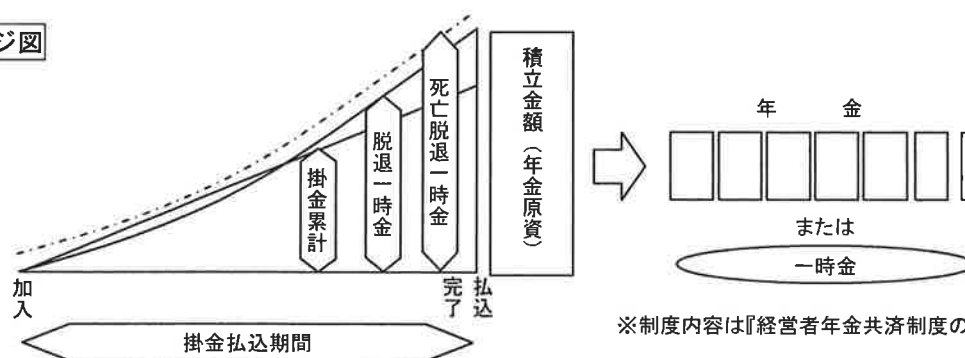 ジ図
掛金累計
脱退一時金
死亡脱退一時金
積立金額（年金原資）
年金
または
一時金
加入
払込
完了
掛金払込期間
※制度内容は『経営者年金共済制度の